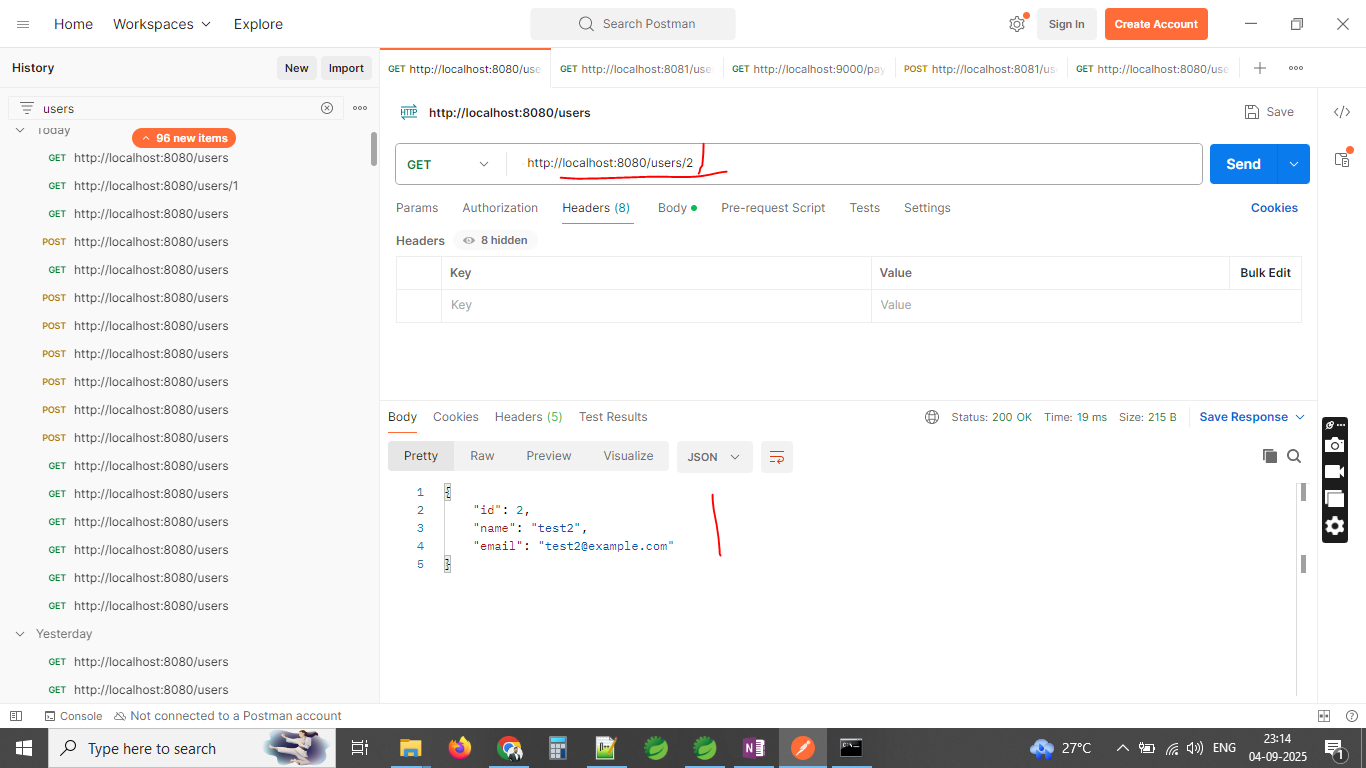 Home
Workspaces
Explore
Search Postman
Sign In
Create Account
History
New
Import
GET http://localhost:8080/use
GET http://localhost:8081/use
GET http://localhost:9000/pay
POST http://localhost:8081/us
GET http://localhost:8080/use
users
HTTP http://localhost:8080/users
Save
Today
96 new items
GET http://localhost:8080/users
GET http://localhost:8080/users/1
GET http://localhost:8080/users
POST http://localhost:8080/users
GET http://localhost:8080/users
POST http://localhost:8080/users
POST http://localhost:8080/users
POST http://localhost:8080/users
POST http://localhost:8080/users
POST http://localhost:8080/users
POST http://localhost:8080/users
GET http://localhost:8080/users
GET http://localhost:8080/users
GET http://localhost:8080/users
GET http://localhost:8080/users
GET http://localhost:8080/users
GET http://localhost:8080/users
Yesterday
GET http://localhost:8080/users
GET http://localhost:8080/users
GET
http://localhost:8080/users/2
Send
Params
Authorization
Headers (8)
Body
Pre-request Script
Tests
Settings
Cookies
Headers
8 hidden
Key
Value
Bulk Edit
Key
Value
Body
Cookies
Headers (5)
Test Results
Status: 200 OK
Time: 19 ms
Size: 215 B
Save Response
Pretty
Raw
Preview
Visualize
JSON
1 {
2 "id": 2,
3 "name": "test2",
4 "email": "test2@example.com"
5 }
Console
Not connected to a Postman account
Type here to search
27°C
ENG
23:14
04-09-2025
1